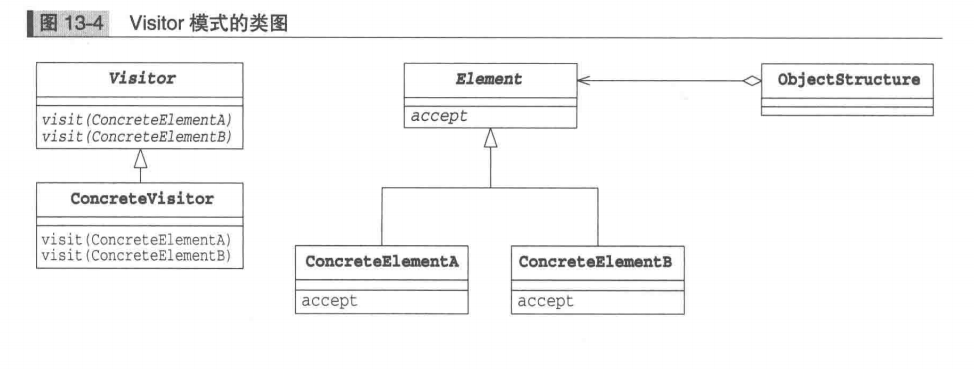 图 13-4 Visitor 模式的类图
Visitor
visit(ConcreteElementA)
visit(ConcreteElementB)
ConcreteVisitor
visit(ConcreteElementA)
visit(ConcreteElementB)
Element
accept
ObjectStructure
ConcreteElementA
accept
ConcreteElementB
accept